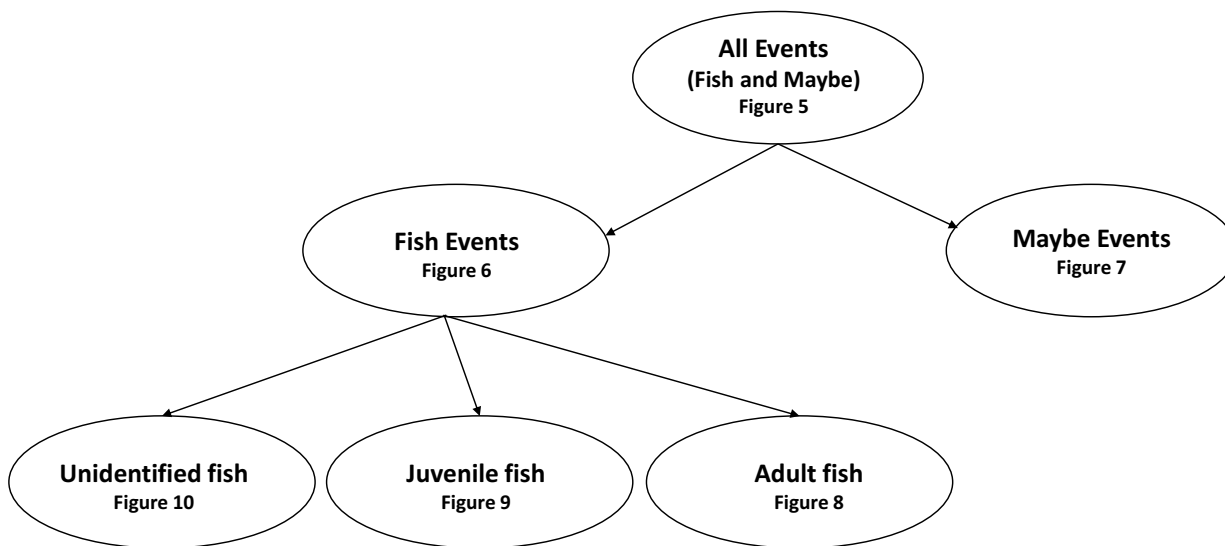 All Events
(Fish and Maybe)
Figure 5
Fish Events
Figure 6
Maybe Events
Figure 7
Unidentified fish
Figure 10
Juvenile fish
Figure 9
Adult fish
Figure 8